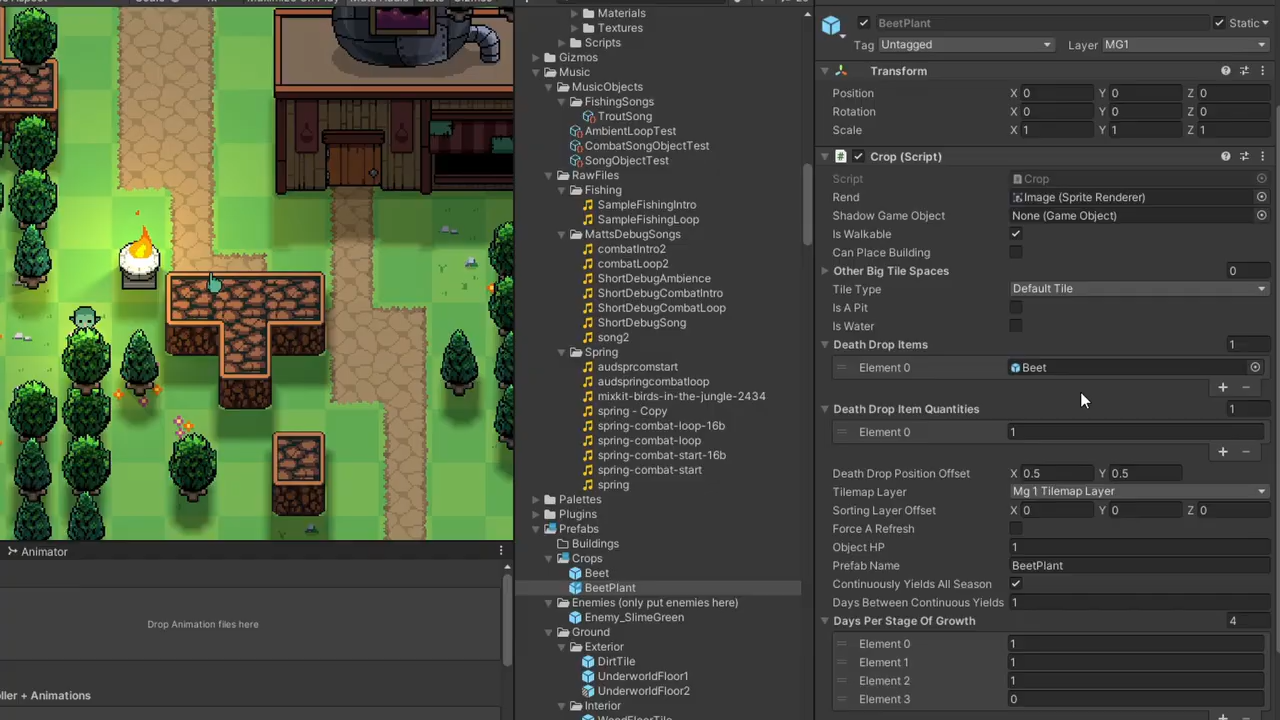 Animator
Drop Animation files here
ller + Animations
Materials
Textures
Scripts
Gizmos
Music
MusicObjects
FishingSongs
TroutSong
AmbientLoopTest
CombatSongObjectTest
SongObjectTest
RawFiles
Fishing
SampleFishingIntro
SampleFishingLoop
MattsDebugSongs
combatIntro2
combatLoop2
ShortDebugAmbience
ShortDebugCombatIntro
ShortDebugCombatLoop
ShortDebugSong
song2
Spring
audsprcomstart
audspringcombatloop
mixkit-birds-in-the-jungle-2434
spring - Copy
spring-combat-loop-16b
spring-combat-loop
spring-combat-start-16b
spring-combat-start
spring
Palettes
Plugins
Prefabs
Buildings
Crops
Beet
BeetPlant
Enemies (only put enemies here)
Enemy_SlimeGreen
Ground
Exterior
DirtTile
UnderworldFloor1
UnderworldFloor2
Interior
BeetPlant Static
Tag Untagged Layer MG1
Transform
Position X 0 Y 0 Z 0
Rotation X 0 Y 0 Z 0
Scale X 1 Y 1 Z 1
Crop (Script)
Script Crop
Rend Image (Sprite Renderer)
Shadow Game Object None (Game Object)
Is Walkable
Can Place Building
Other Big Tile Spaces 0
Tile Type Default Tile
Is A Pit
Is Water
Death Drop Items 1
Element 0 Beet
Death Drop Item Quantities 1
Element 0 1
Death Drop Position Offset X 0.5 Y 0.5
Tilemap Layer Mg 1 Tilemap Layer
Sorting Layer Offset X 0 Y 0 Z 0
Force A Refresh
Object HP 1
Prefab Name BeetPlant
Continuously Yields All Season
Days Between Continuous Yields 1
Days Per Stage Of Growth 4
Element 0 1
Element 1 1
Element 2 1
Element 3 0